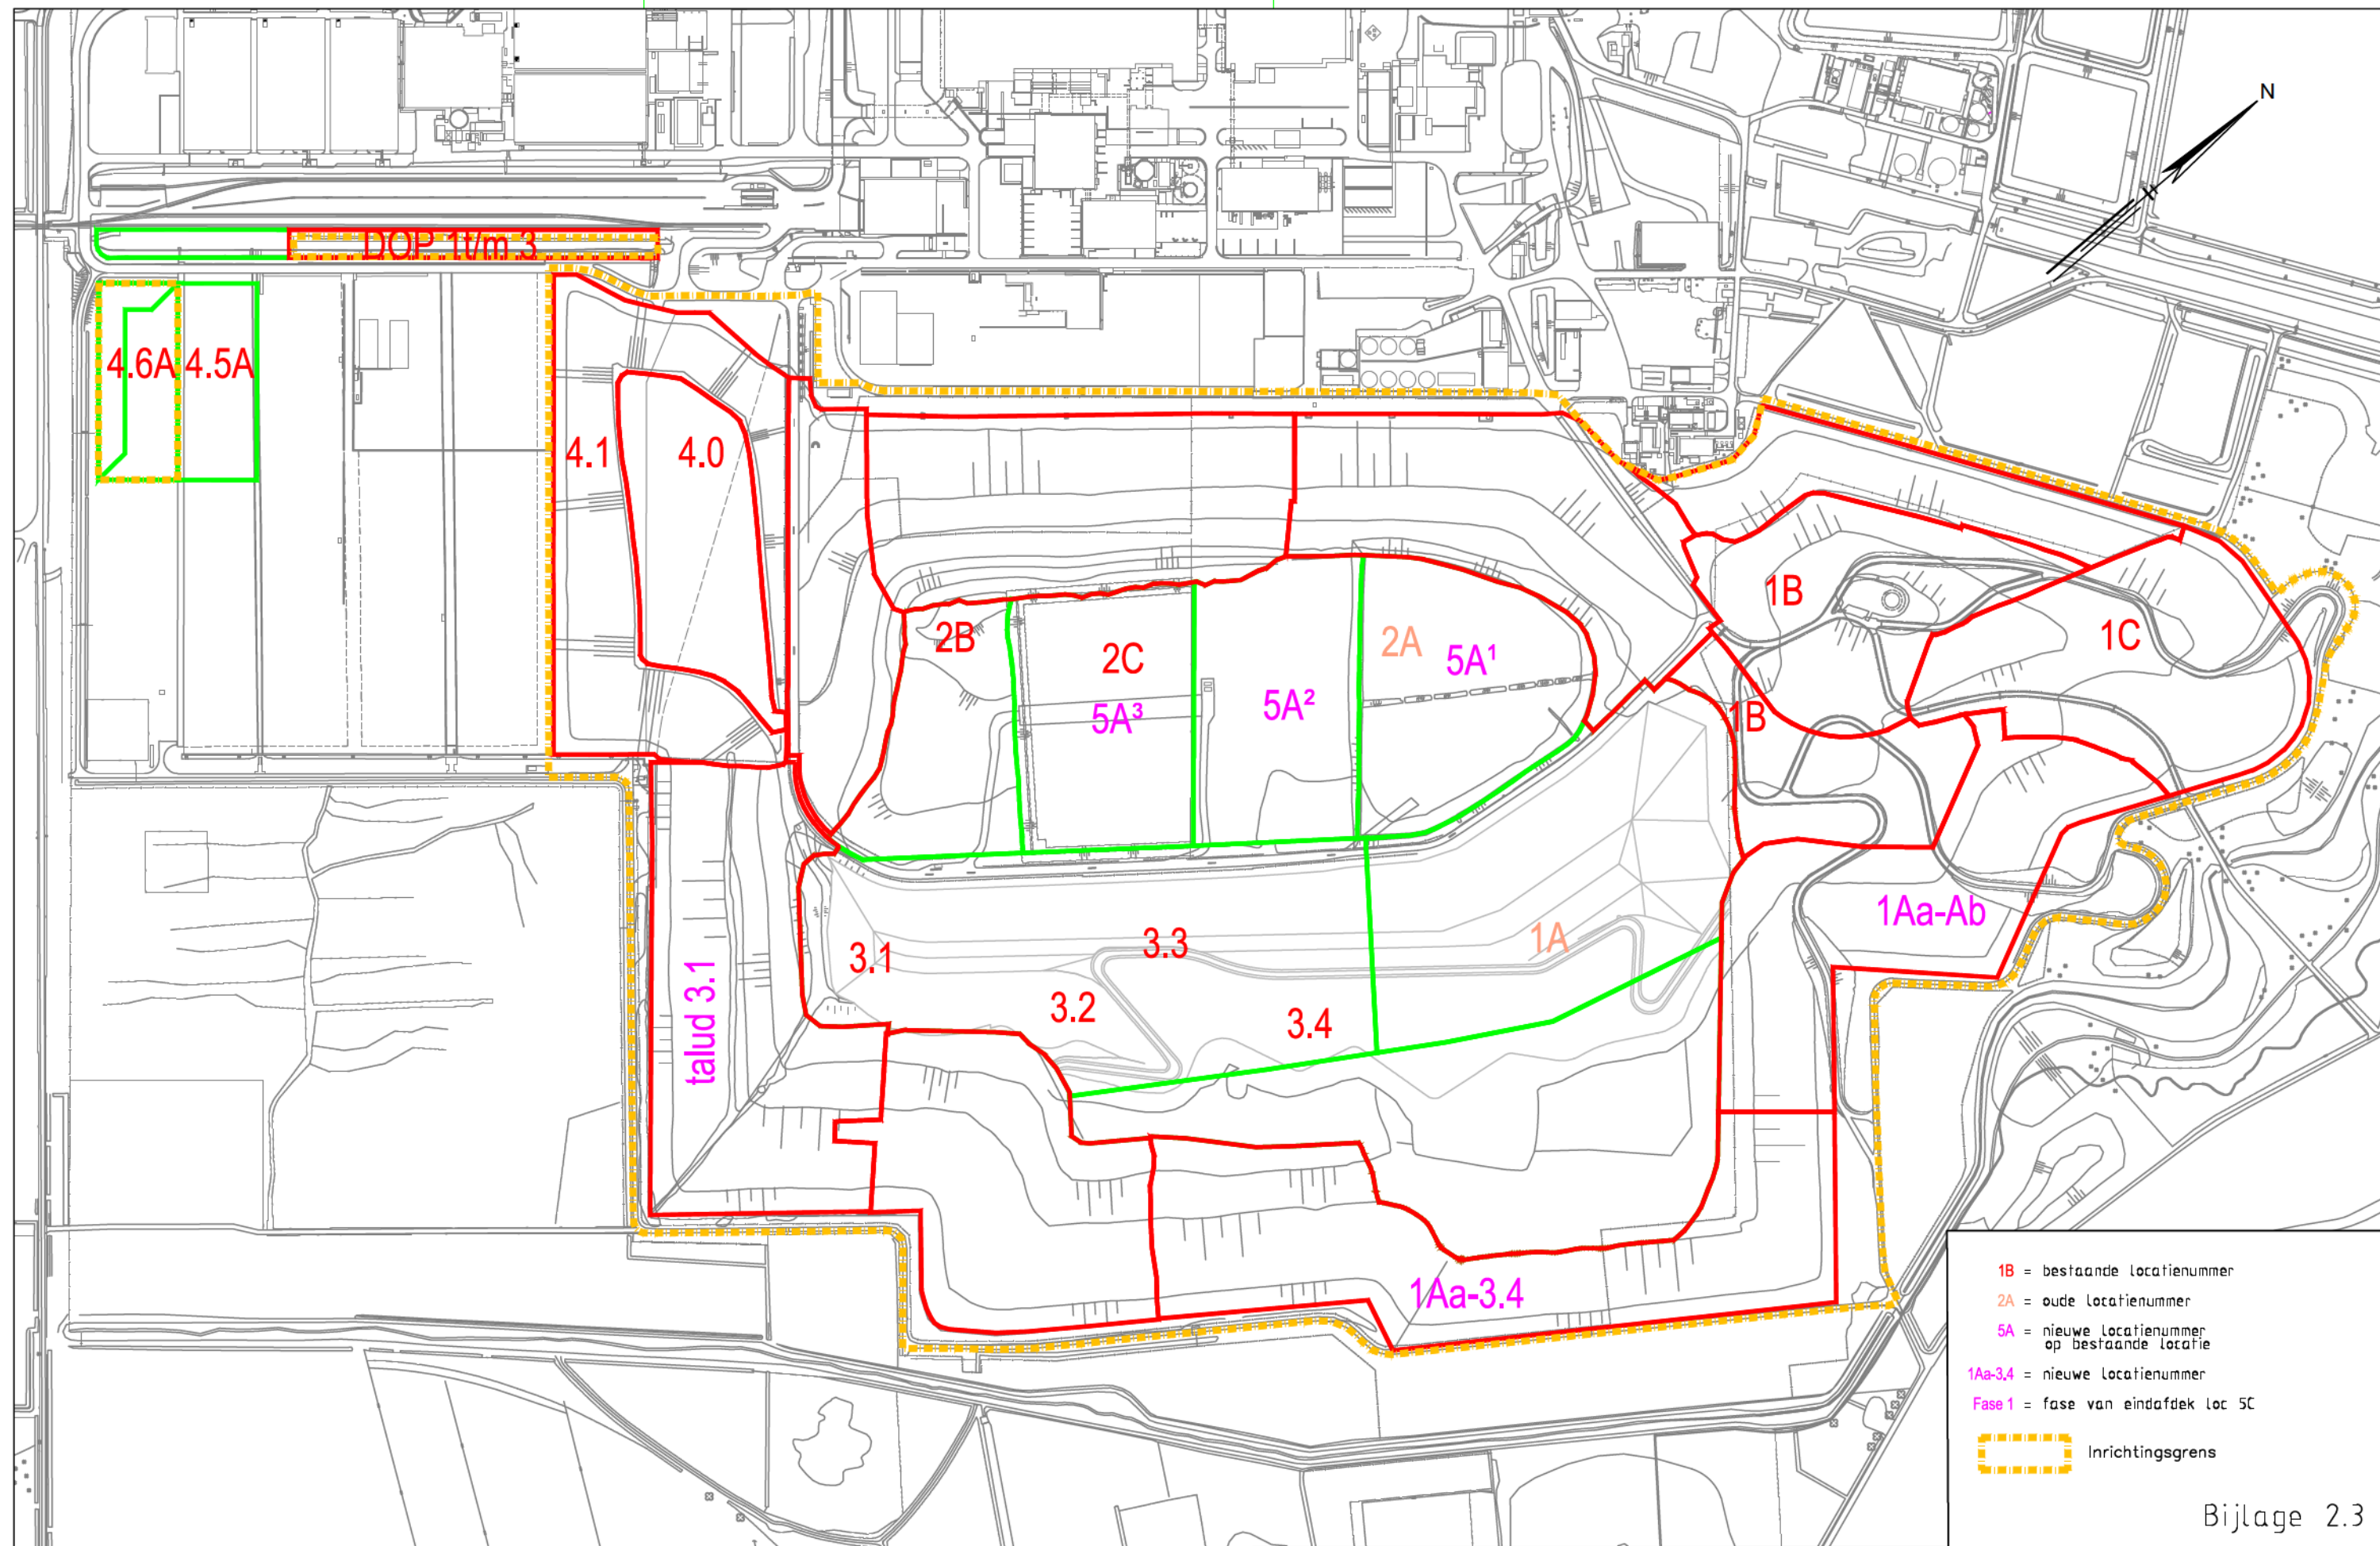 N
DOP 1t/m 3
4.6A
4.5A
4.1
4.0
2B
2C
5A³
5A²
2A
5A¹
1B
1C
1B
talud 3.1
3.1
3.2
3.3
3.4
1A
1Aa-Ab
1Aa-3.4
1B = bestaande locatienummer
2A = oude locatienummer
5A = nieuwe locatienummer
op bestaande locatie
1Aa-3.4 = nieuwe locatienummer
Fase 1 = fase van eindafdek loc 5C
Inrichtingsgrens
Bijlage 2.3